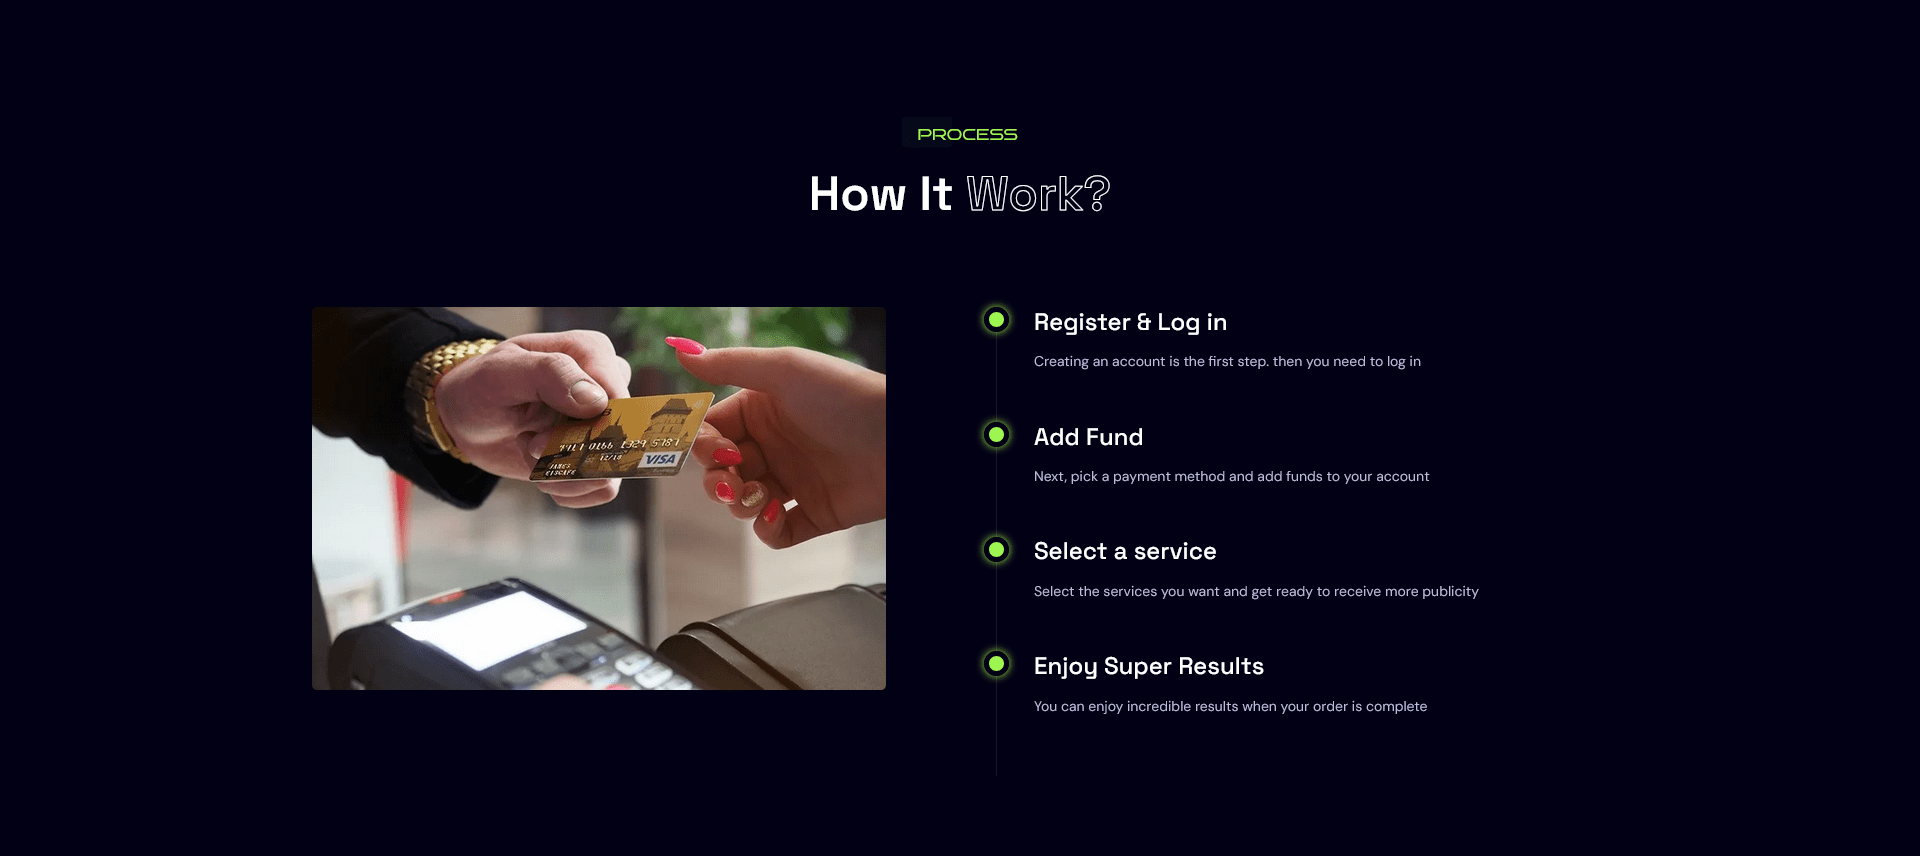 PROCESS
How It Work?
VISA
Register & Log in
Creating an account is the first step. then you need to log in
Add Fund
Next, pick a payment method and add funds to your account
Select a service
Select the services you want and get ready to receive more publicity
Enjoy Super Results
You can enjoy incredible results when your order is complete